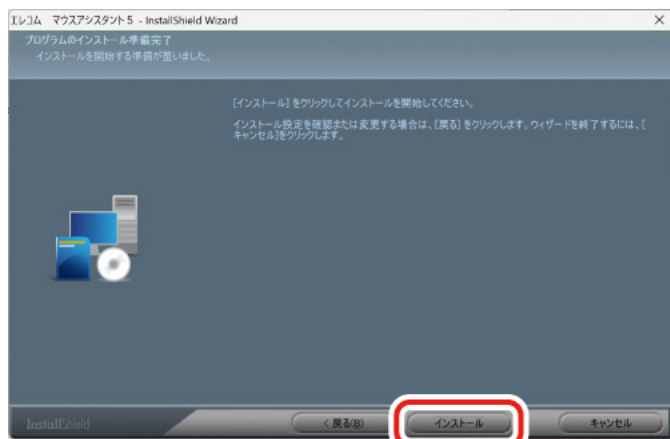 エレコム マウスアシスタント5 - InstallShield Wizard
プログラムのインストール準備完了
インストールを開始する準備が整いました。
[インストール] をクリックしてインストールを開始してください。
インストール設定を確認または変更する場合は、[戻る] をクリックします。ウィザードを終了するには、[
キャンセル]をクリックします。
InstallShield
< 戻る(B)
インストール
キャンセル